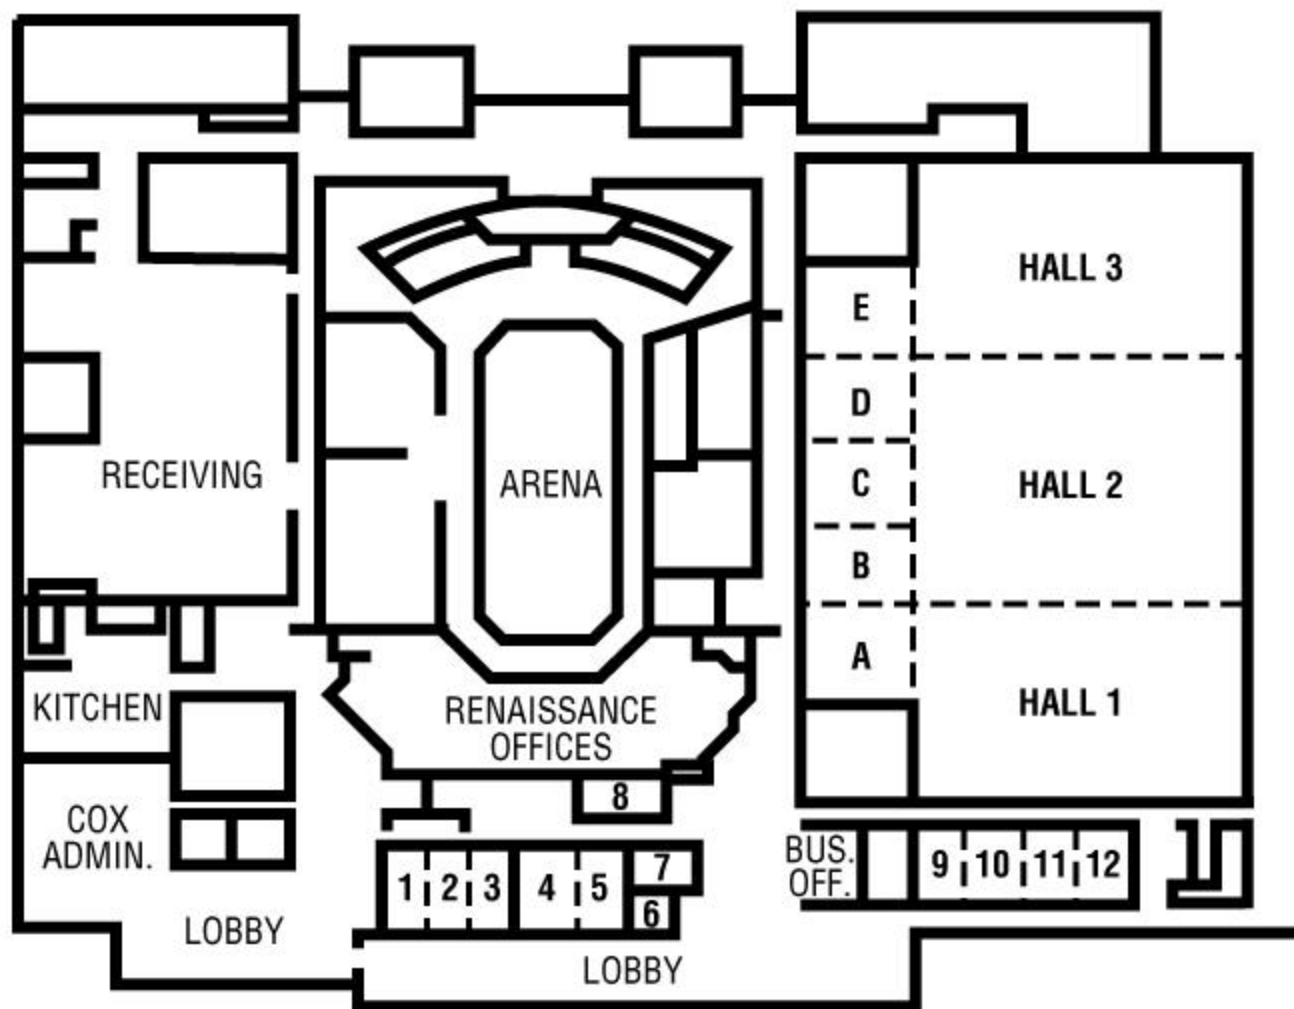 HALL 3
E
D
RECEIVING
ARENA
C
HALL 2
B
A
KITCHEN
RENAISSANCE
OFFICES
HALL 1
8
COX
ADMIN.
1
2
3
4
5
7
6
BUS.
OFF.
9
10
11
12
LOBBY
LOBBY